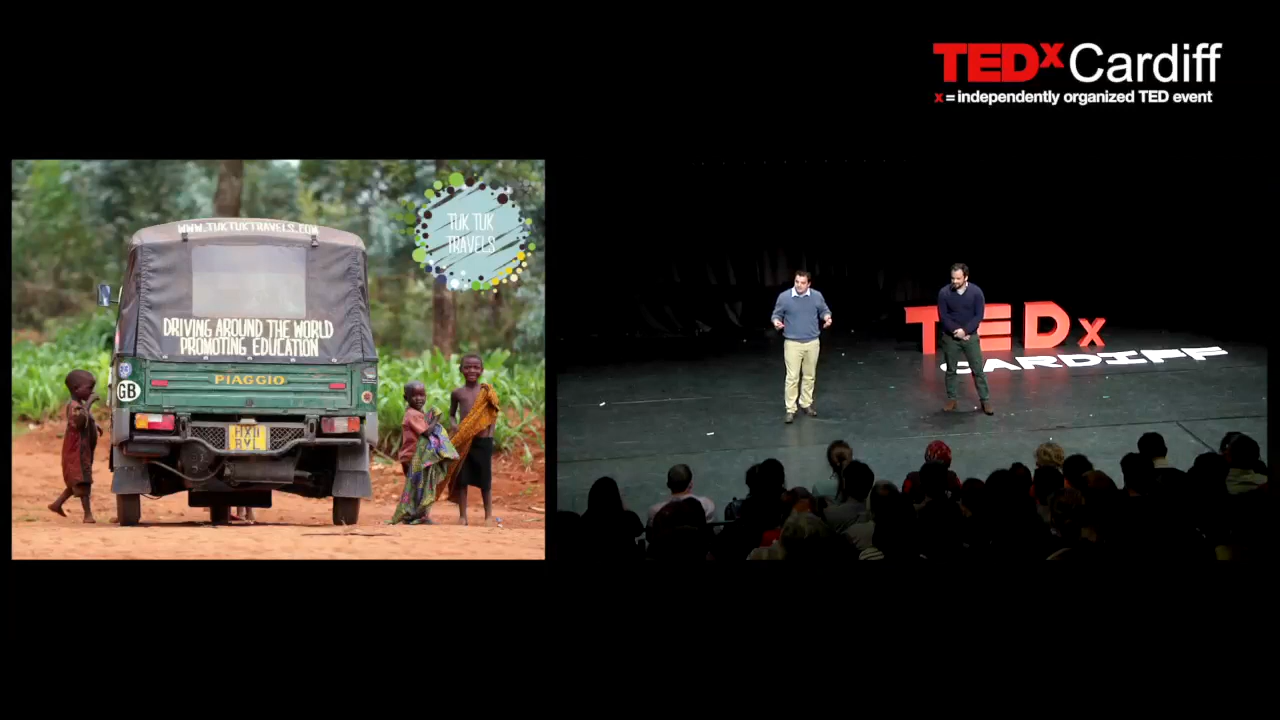 TEDxCardiff
x = independently organized TED event
TUK TUK
TRAVELS
WWW.TUKTUKTRAVELS.COM
DRIVING AROUND THE WORLD
PROMOTING EDUCATION
PIAGGIO
GB
TEDx
CARDIFF